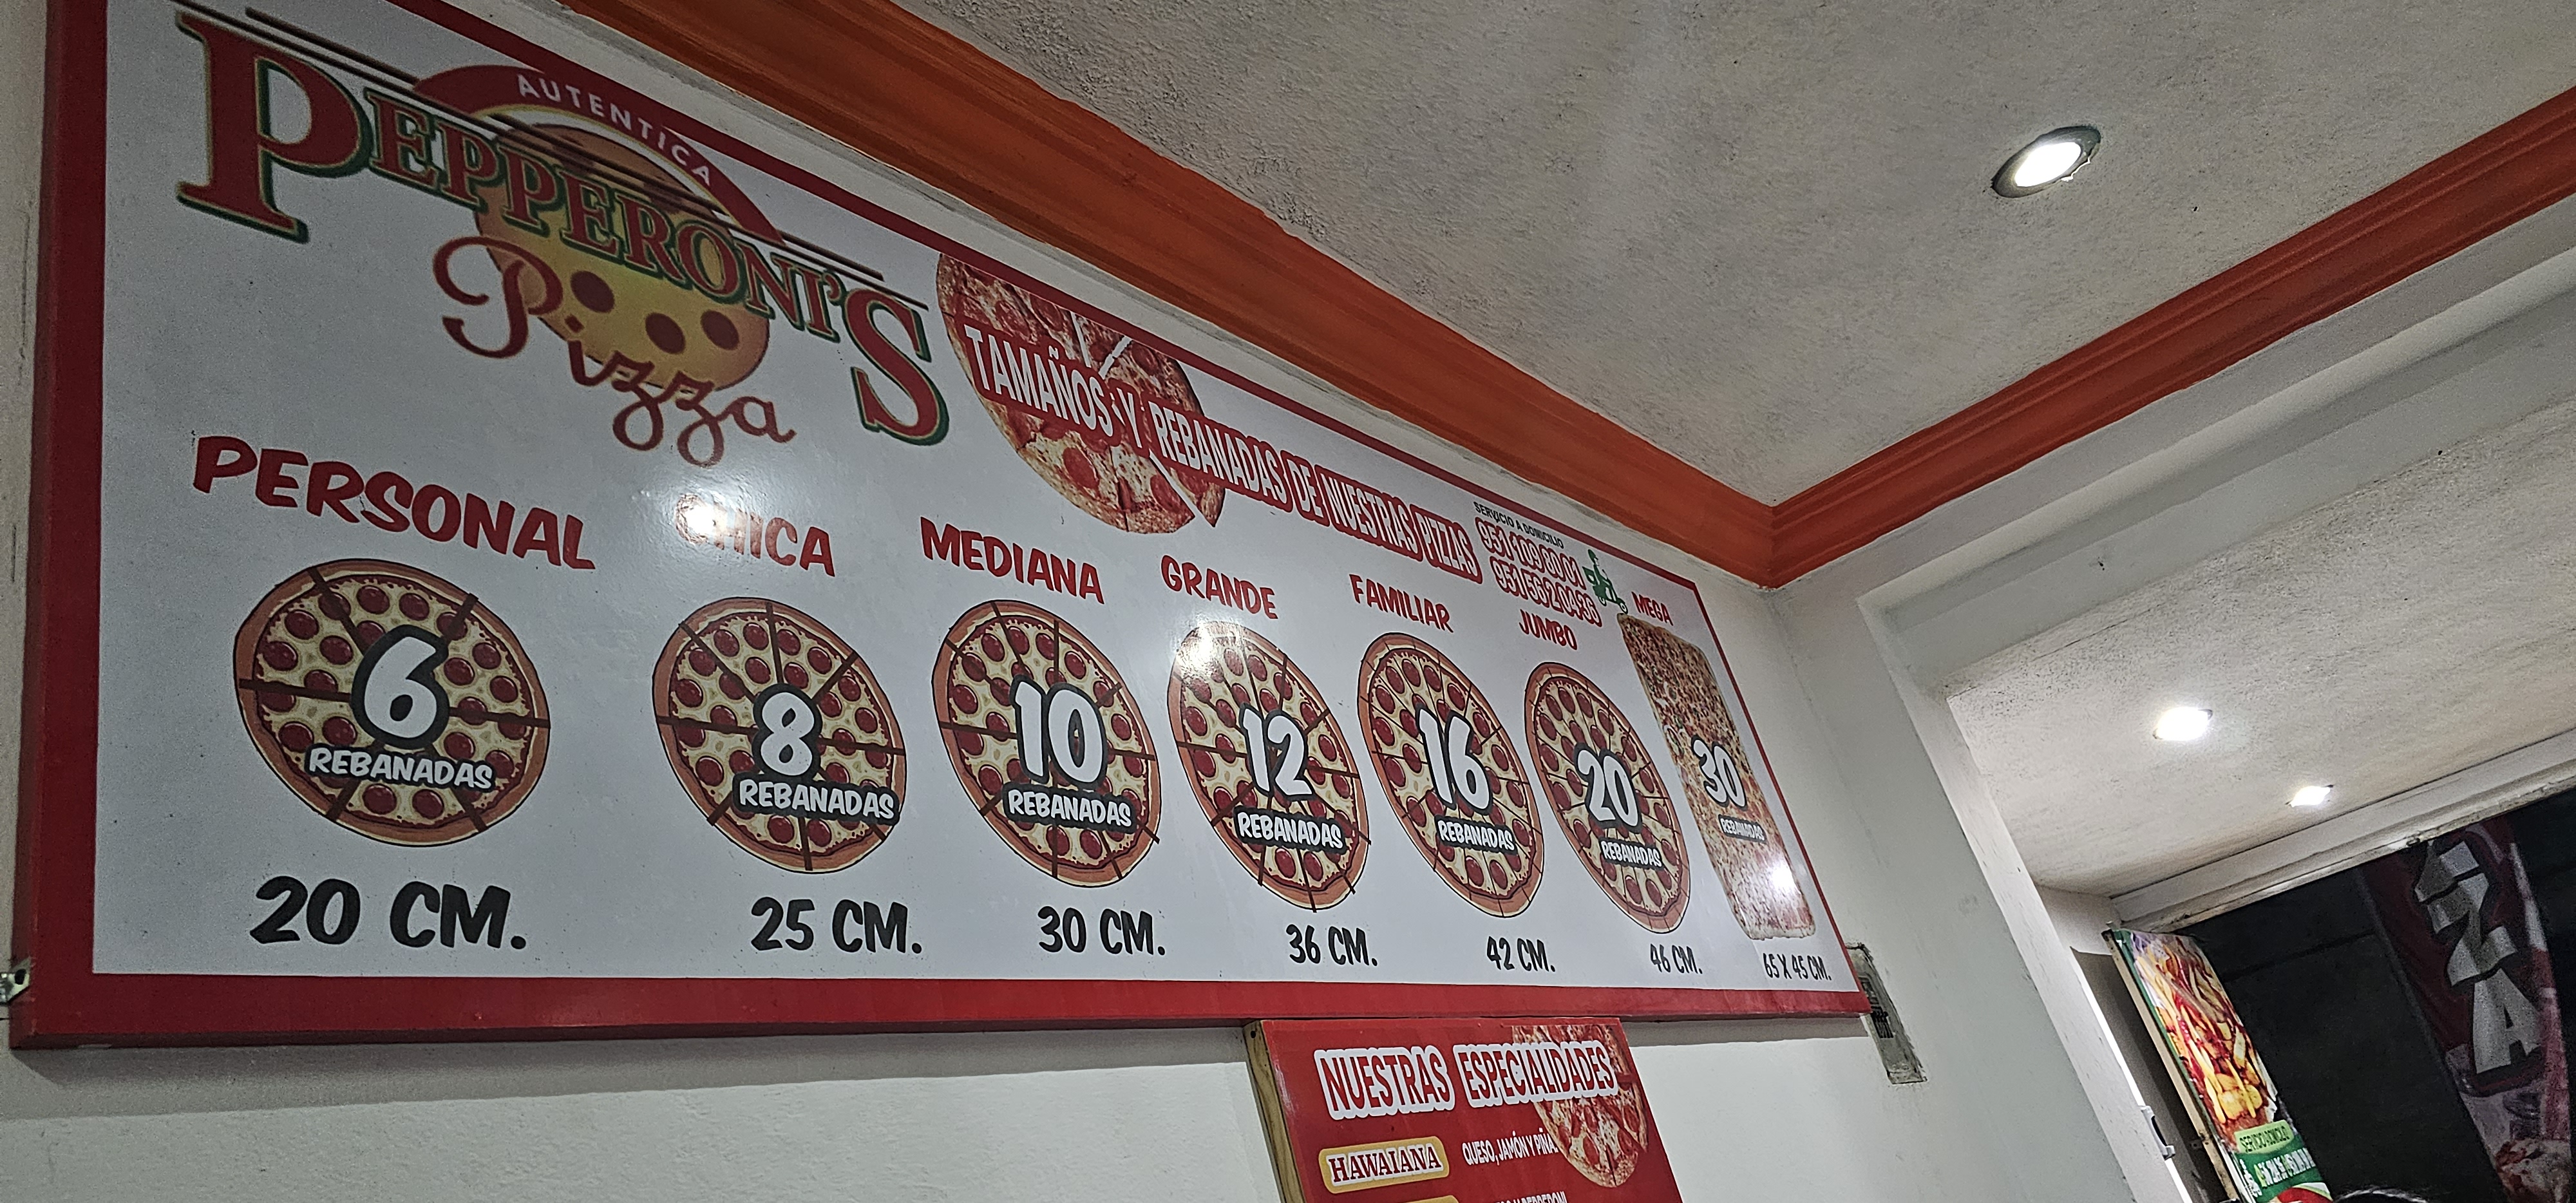 AUTENTICA
PEPPERONI'S
Pizza
TAMAÑOS Y REBANADAS DE NUESTRAS PIZZAS
SERVICIO A DOMICILIO
PERSONAL
6
REBANADAS
20 CM.
CHICA
8
REBANADAS
25 CM.
MEDIANA
10
REBANADAS
30 CM.
GRANDE
12
REBANADAS
36 CM.
FAMILIAR
16
REBANADAS
42 CM.
JUMBO
20
REBANADAS
46 CM.
MEGA
30
REBANADAS
65 X 45 CM.
NUESTRAS ESPECIALIDADES
HAWAIANA
QUESO, JAMÓN Y PIÑA